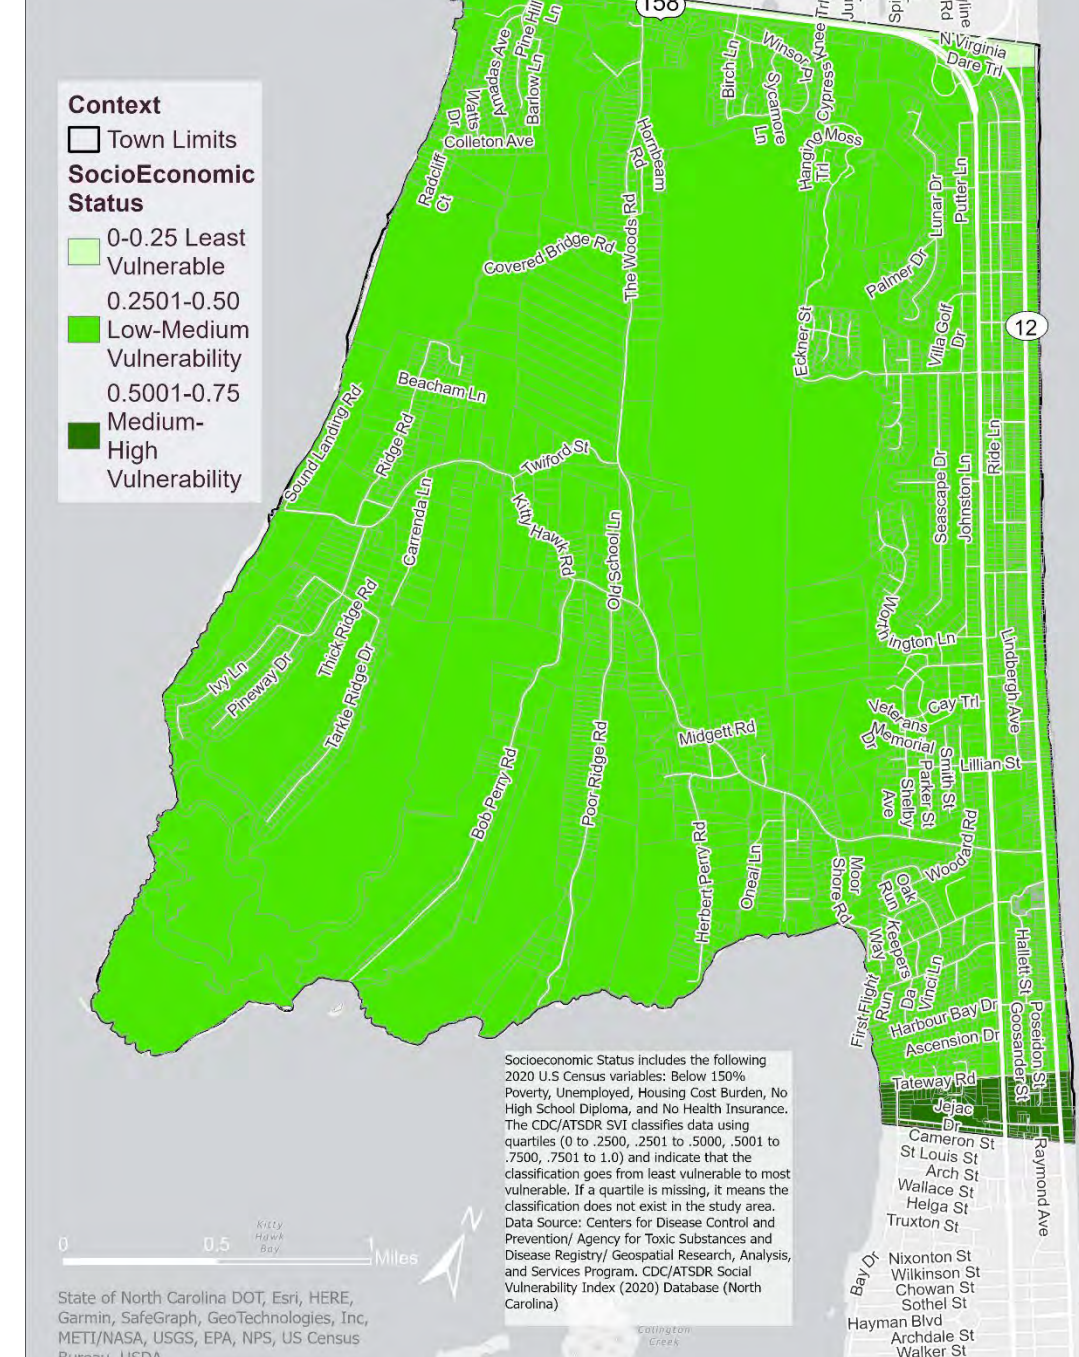 158
Spi
Rd
N Virginia
Dare Trl
Pine Hill
Ln
Amadas Ave
Barlow Ln
Watts
Dr
Colleton Ave
Radcliff
Ct
Birch Ln
Winsor Pl
Cypress Knee Trl
Sycamore
Ln
Hanging Moss
Trl
Hornbeam
Rd
The Woods Rd
Covered Bridge Rd
Lunar Dr
Putter Ln
Palmer Dr
Villa Golf
Dr
12
Eckner St
Context
Town Limits
SocioEconomic
Status
0-0.25 Least
Vulnerable
0.2501-0.50
Low-Medium
Vulnerability
0.5001-0.75
Medium-
High
Vulnerability
Beacham Ln
Sound Landing Rd
Ridge Rd
Twiford St
Carrenda Ln
Kitty Hawk Rd
Old School Ln
Seascape Dr
Johnston Ln
Ride Ln
Worthington Ln
Lindbergh Ave
Ivy Ln
Pineway Dr
Thick Ridge Rd
Tarkle Ridge Dr
Bob Perry Rd
Poor Ridge Rd
Midgett Rd
Herbert Perry Rd
Oneal Ln
Cay Trl
Veterans
Memorial
Dr
Lillian St
Smith St
Parker St
Shelby
Ave
Woodard Rd
Moor
Shore Rd
Oak
Run
Keepers
Way
Da
Vinci Ln
First Flight
Run
Harbour Bay Dr
Ascension Dr
Hallett St
Goosander St
Poseidon St
Tateway Rd
Jejac
Dr
Cameron St
St Louis St
Arch St
Wallace St
Helga St
Truxton St
Raymond Ave
Bay Dr
Nixonton St
Wilkinson St
Chowan St
Sothel St
Hayman Blvd
Archdale St
Walker St
Socioeconomic Status includes the following
2020 U.S Census variables: Below 150%
Poverty, Unemployed, Housing Cost Burden, No
High School Diploma, and No Health Insurance.
The CDC/ATSDR SVI classifies data using
quartiles (0 to .2500, .2501 to .5000, .5001 to
.7500, .7501 to 1.0) and indicate that the
classification goes from least vulnerable to most
vulnerable. If a quartile is missing, it means the
classification does not exist in the study area.
Data Source: Centers for Disease Control and
Prevention/ Agency for Toxic Substances and
Disease Registry/ Geospatial Research, Analysis,
and Services Program. CDC/ATSDR Social
Vulnerability Index (2020) Database (North
Carolina)
Kitty
Hawk
Bay
0 0.5 1
Miles
N
State of North Carolina DOT, Esri, HERE,
Garmin, SafeGraph, GeoTechnologies, Inc,
METI/NASA, USGS, EPA, NPS, US Census
Bureau, USDA
Colington
Creek